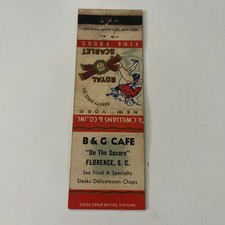 FINE FOODS
ROYAL
SCARLET
NEW-YORK
R.C. WILLIAMS & CO., INC.
B & G CAFE
"On The Square"
FLORENCE, S. C.
Sea Food A Specialty
Steaks-Delicatessen-Chops
CLOSE COVER BEFORE STRIKING